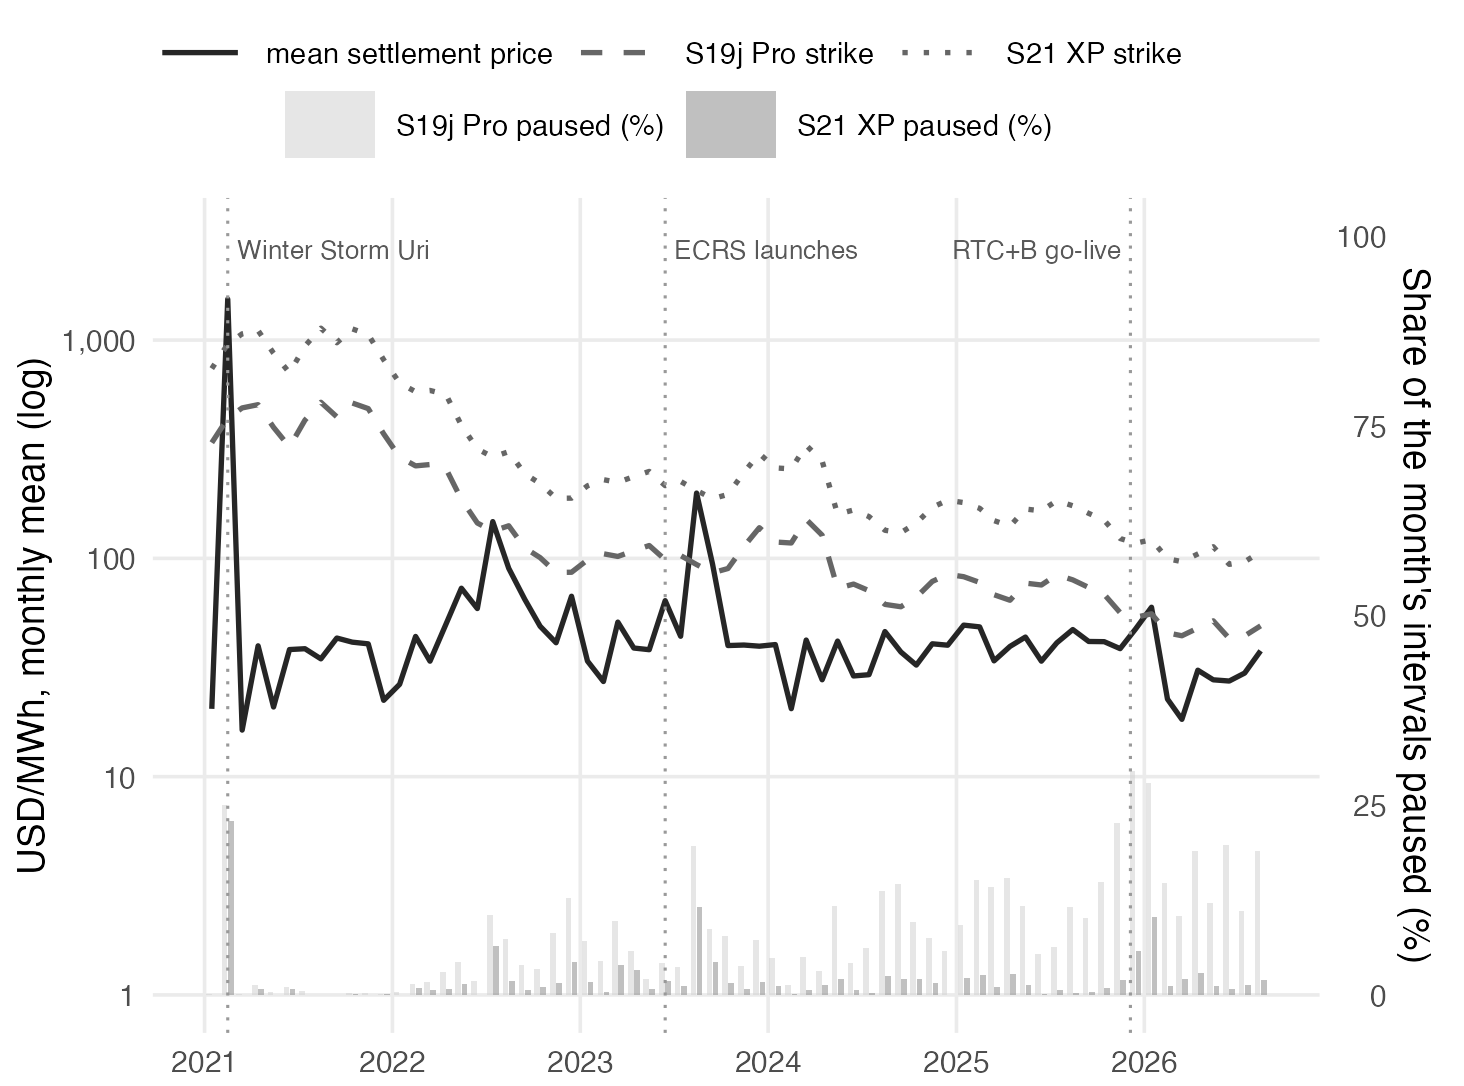 mean settlement price S19j Pro strike S21 XP strike
S19j Pro paused (%) S21 XP paused (%)
Winter Storm Uri ECRS launches RTC+B go-live
USD/MWh, monthly mean (log)
1,000
100
10
1
Share of the month's intervals paused (%)
100
75
50
25
0
2021 2022 2023 2024 2025 2026